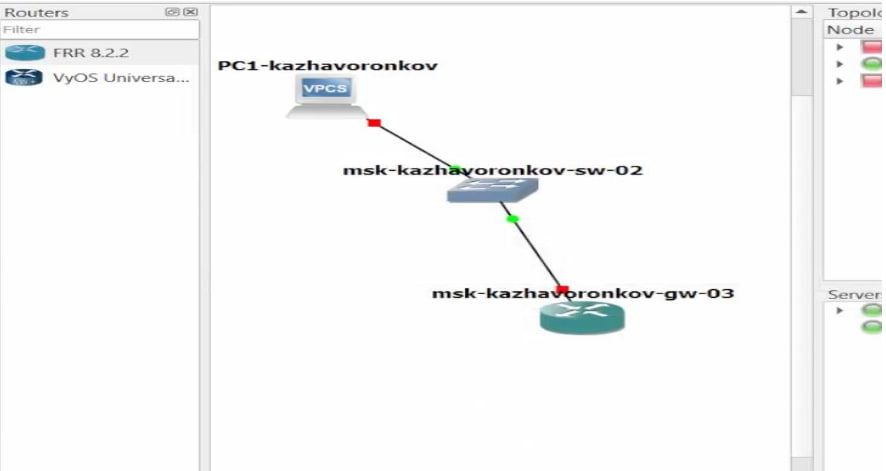 Routers
Filter
FRR 8.2.2
VyOS Universa...
PC1-kazhavoronkov
VPCS
msk-kazhavoronkov-sw-02
msk-kazhavoronkov-gw-03
Node
Server